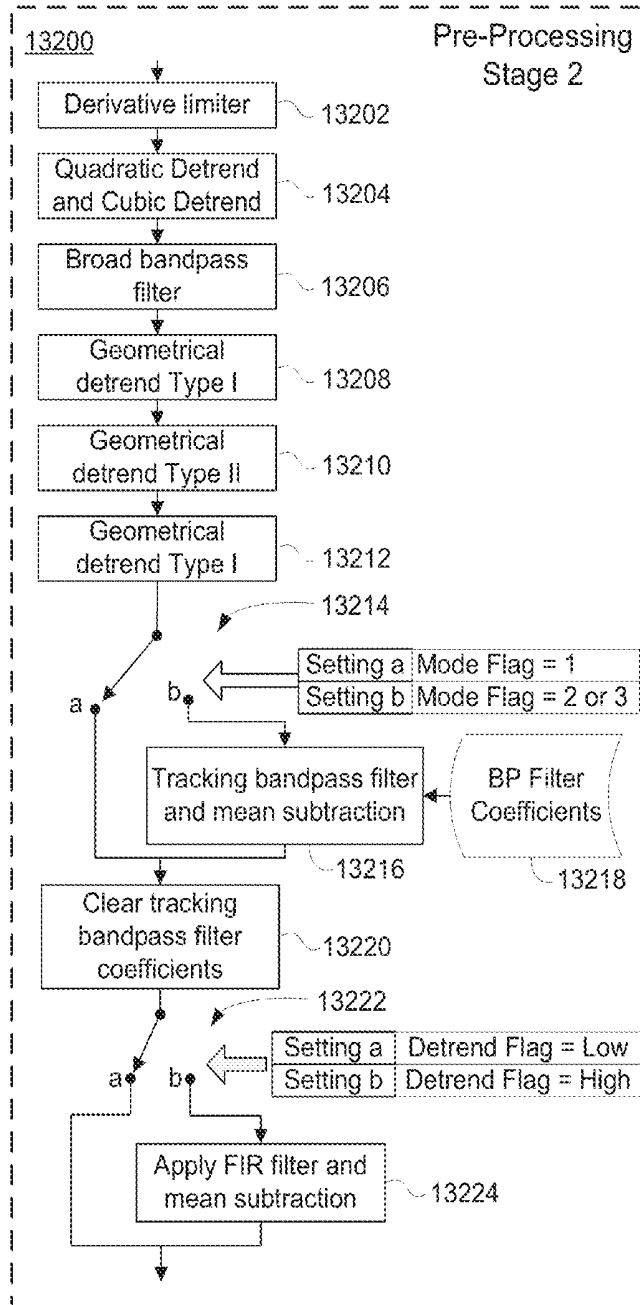 13200
Pre-Processing
Stage 2
Derivative limiter
13202
Quadratic Detrend
and Cubic Detrend
13204
Broad bandpass
filter
13206
Geometrical
detrend Type I
13208
Geometrical
detrend Type II
13210
Geometrical
detrend Type I
13212
13214
Setting a Mode Flag = 1
Setting b Mode Flag = 2 or 3
a
b
Tracking bandpass filter
and mean subtraction
13216
BP Filter
Coefficients
13218
Clear tracking
bandpass filter
coefficients
13220
13222
Setting a Detrend Flag = Low
Setting b Detrend Flag = High
a
b
Apply FIR filter and
mean subtraction
13224